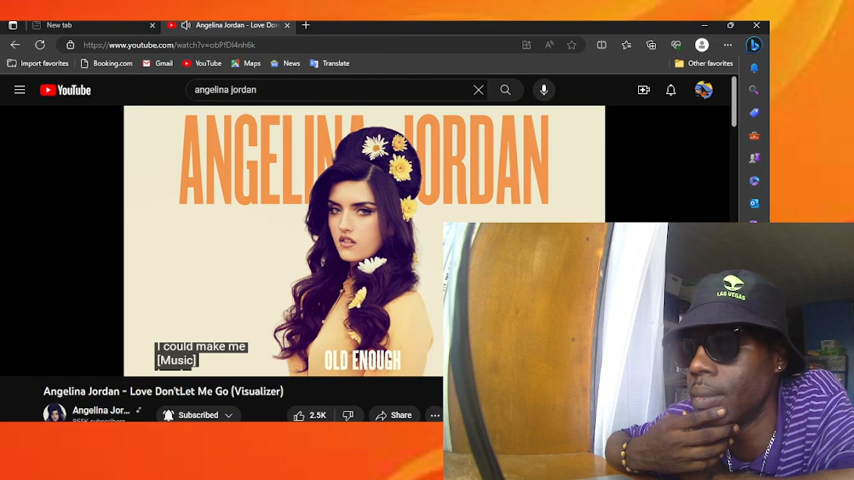 New tab
Angelina Jordan - Love Don'
https://www.youtube.com/watch?v=obPfDl4nh6k
Import favorites
Booking.com
Gmail
YouTube
Maps
News
Translate
Other favorites
YouTube
angelina jordan
ANGELINA JORDAN
I could make me
[Music]
OLD ENOUGH
LAS VEGAS
Angelina Jordan - Love Don'tLet Me Go (Visualizer)
Angelina Jor...
Subscribed
2.5K
Share